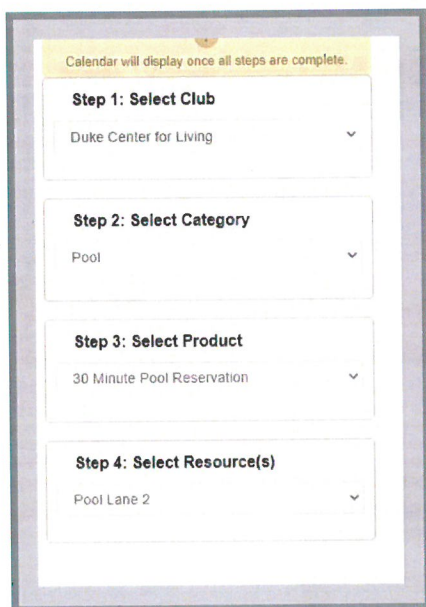 Calendar will display once all steps are complete.
Step 1: Select Club
Duke Center for Living
Step 2: Select Category
Pool
Step 3: Select Product
30 Minute Pool Reservation
Step 4: Select Resource(s)
Pool Lane 2